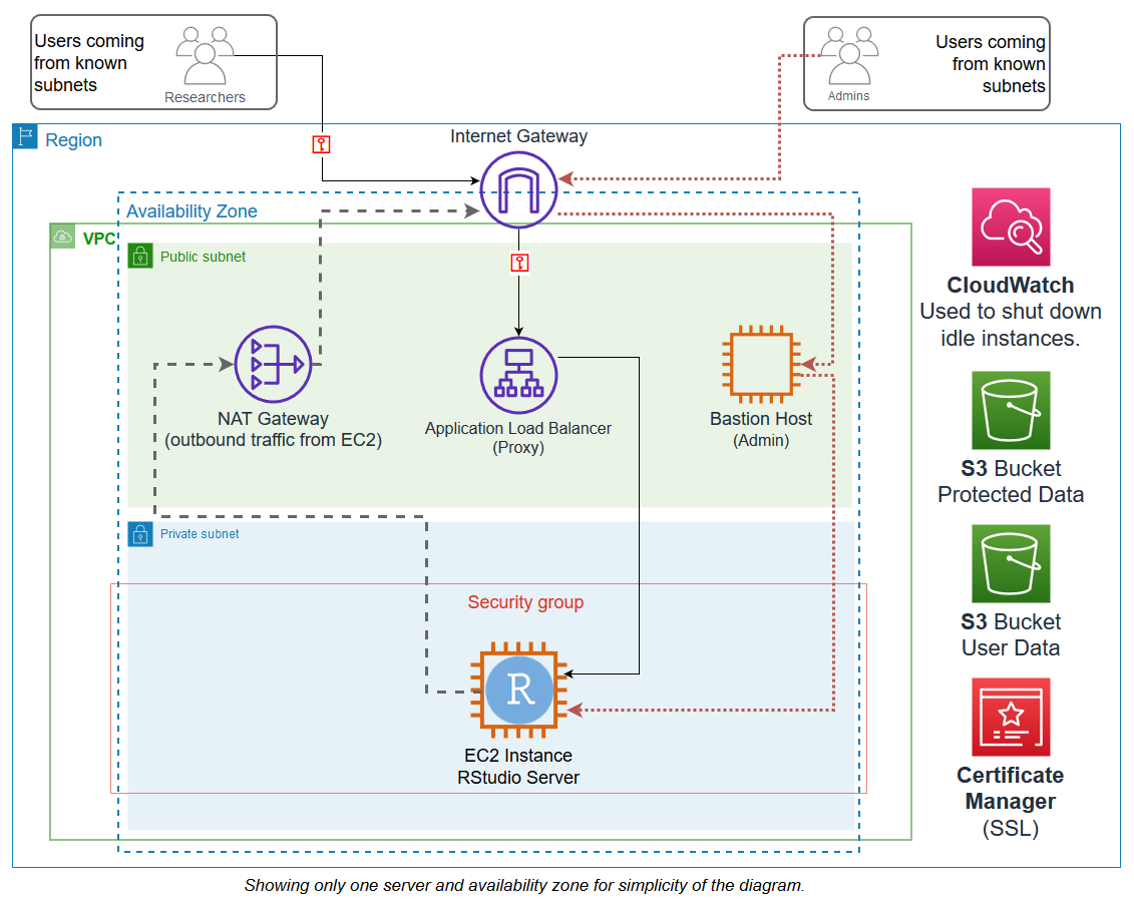 Users coming
from known
subnets
Researchers
Users coming
from known
subnets
Admins
Region
Internet Gateway
Availability Zone
VPC
Public subnet
CloudWatch
Used to shut down
idle instances.
NAT Gateway
(outbound traffic from EC2)
Application Load Balancer
(Proxy)
Bastion Host
(Admin)
S3 Bucket
Protected Data
Private subnet
Security group
S3 Bucket
User Data
R
EC2 Instance
RStudio Server
Certificate
Manager
(SSL)
Showing only one server and availability zone for simplicity of the diagram.